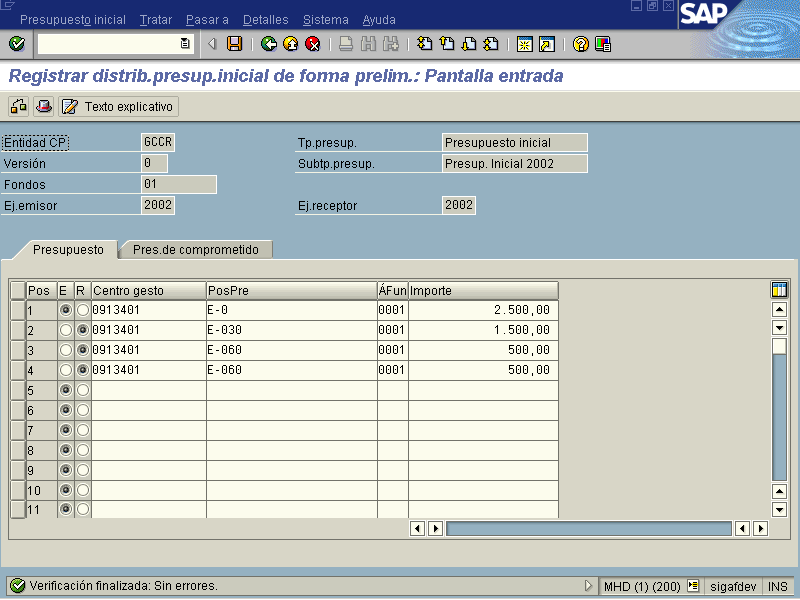 Presupuesto inicial Tratar Pasar a Detalles Sistema Ayuda
SAP
Registrar distrib.presup.inicial de forma prelim.: Pantalla entrada
Texto explicativo
Entidad CP GCCR Tp.presup. Presupuesto inicial
Versión 0 Subtp.presup. Presup. Inicial 2002
Fondos 01
Ej.emisor 2002 Ej.receptor 2002
Presupuesto Pres.de comprometido
Pos E R Centro gesto PosPre ÁFun Importe
1 0913401 E-0 0001 2.500,00
2 0913401 E-030 0001 1.500,00
3 0913401 E-060 0001 500,00
4 0913401 E-060 0001 500,00
5
6
7
8
9
10
11
Verificación finalizada: Sin errores. MHD (1) (200) sigafdev INS